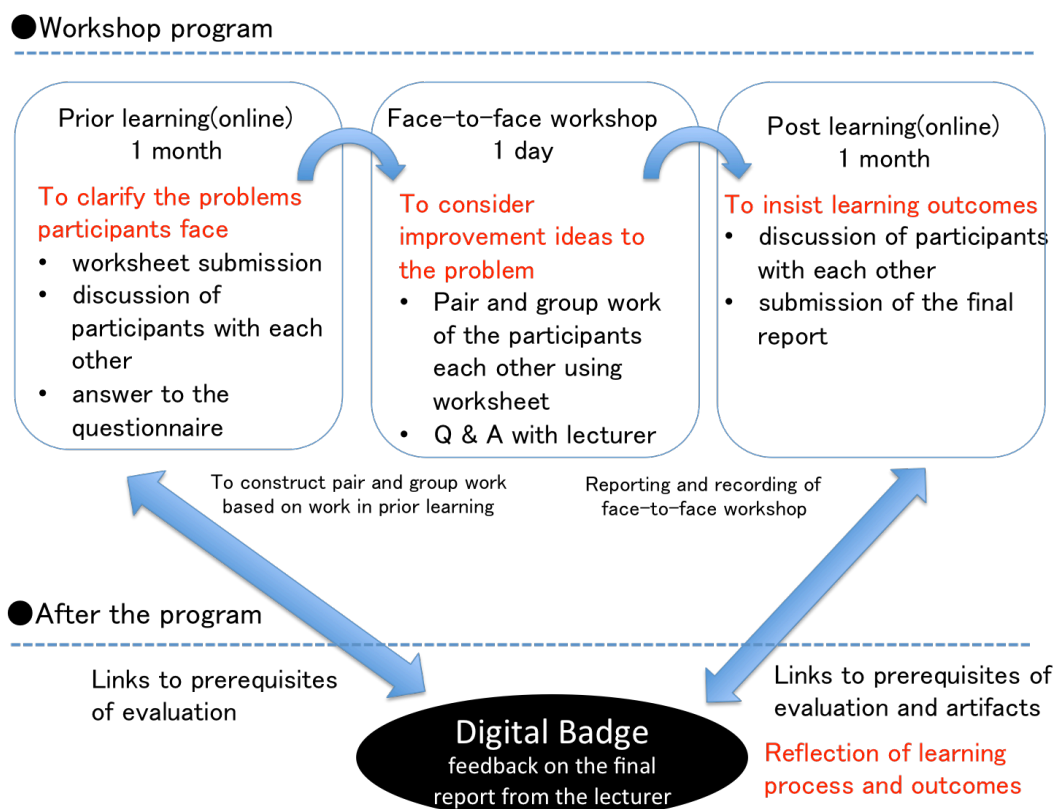 ●Workshop program
Prior learning(online)
1 month
To clarify the problems
participants face
• worksheet submission
• discussion of
participants with each
other
• answer to the
questionnaire
Face-to-face workshop
1 day
To consider
improvement ideas to
the problem
• Pair and group work
of the participants
each other using
worksheet
• Q & A with lecturer
Post learning(online)
1 month
To insist learning outcomes
• discussion of participants
with each other
• submission of the final
report
To construct pair and group work
based on work in prior learning
Reporting and recording of
face-to-face workshop
●After the program
Links to prerequisites
of evaluation
Digital Badge
feedback on the final
report from the lecturer
Links to prerequisites of
evaluation and artifacts
Reflection of learning
process and outcomes